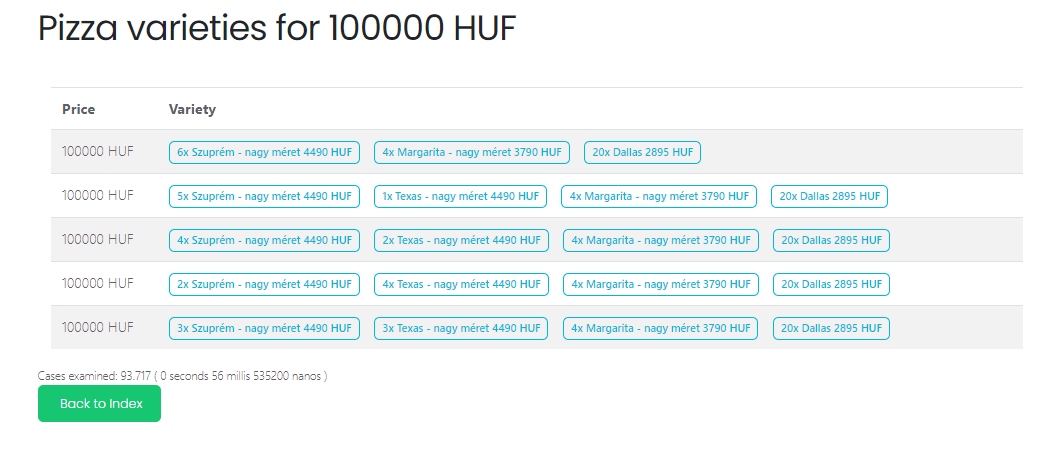 Pizza varieties for 100000 HUF
Price Variety
100000 HUF 6x Szuprém - nagy méret 4490 HUF 4x Margarita - nagy méret 3790 HUF 20x Dallas 2895 HUF
100000 HUF 5x Szuprém - nagy méret 4490 HUF 1x Texas - nagy méret 4490 HUF 4x Margarita - nagy méret 3790 HUF 20x Dallas 2895 HUF
100000 HUF 4x Szuprém - nagy méret 4490 HUF 2x Texas - nagy méret 4490 HUF 4x Margarita - nagy méret 3790 HUF 20x Dallas 2895 HUF
100000 HUF 2x Szuprém - nagy méret 4490 HUF 4x Texas - nagy méret 4490 HUF 4x Margarita - nagy méret 3790 HUF 20x Dallas 2895 HUF
100000 HUF 3x Szuprém - nagy méret 4490 HUF 3x Texas - nagy méret 4490 HUF 4x Margarita - nagy méret 3790 HUF 20x Dallas 2895 HUF
Cases examined: 93.717 ( 0 seconds 56 millis 535200 nanos )
Back to Index